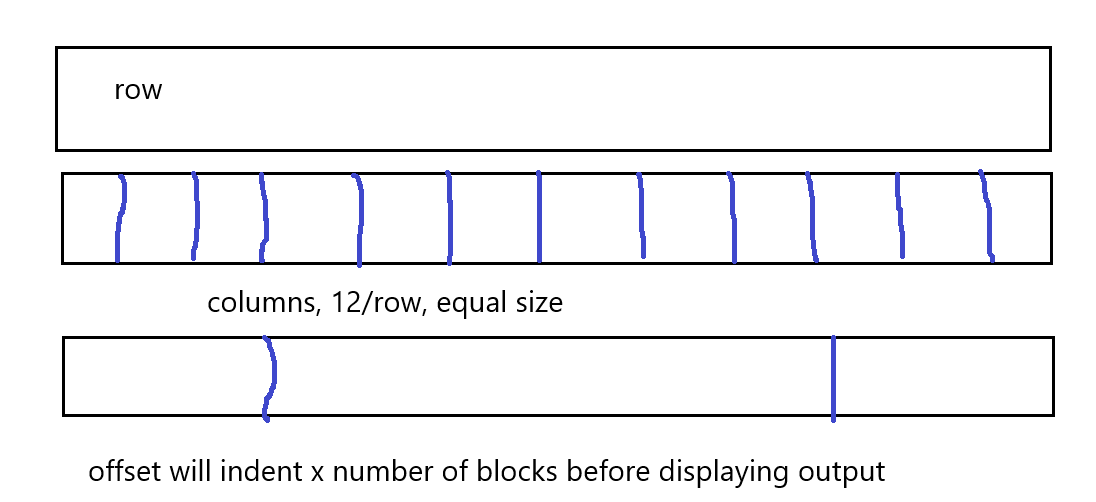 row
columns, 12/row, equal size
offset will indent x number of blocks before displaying output